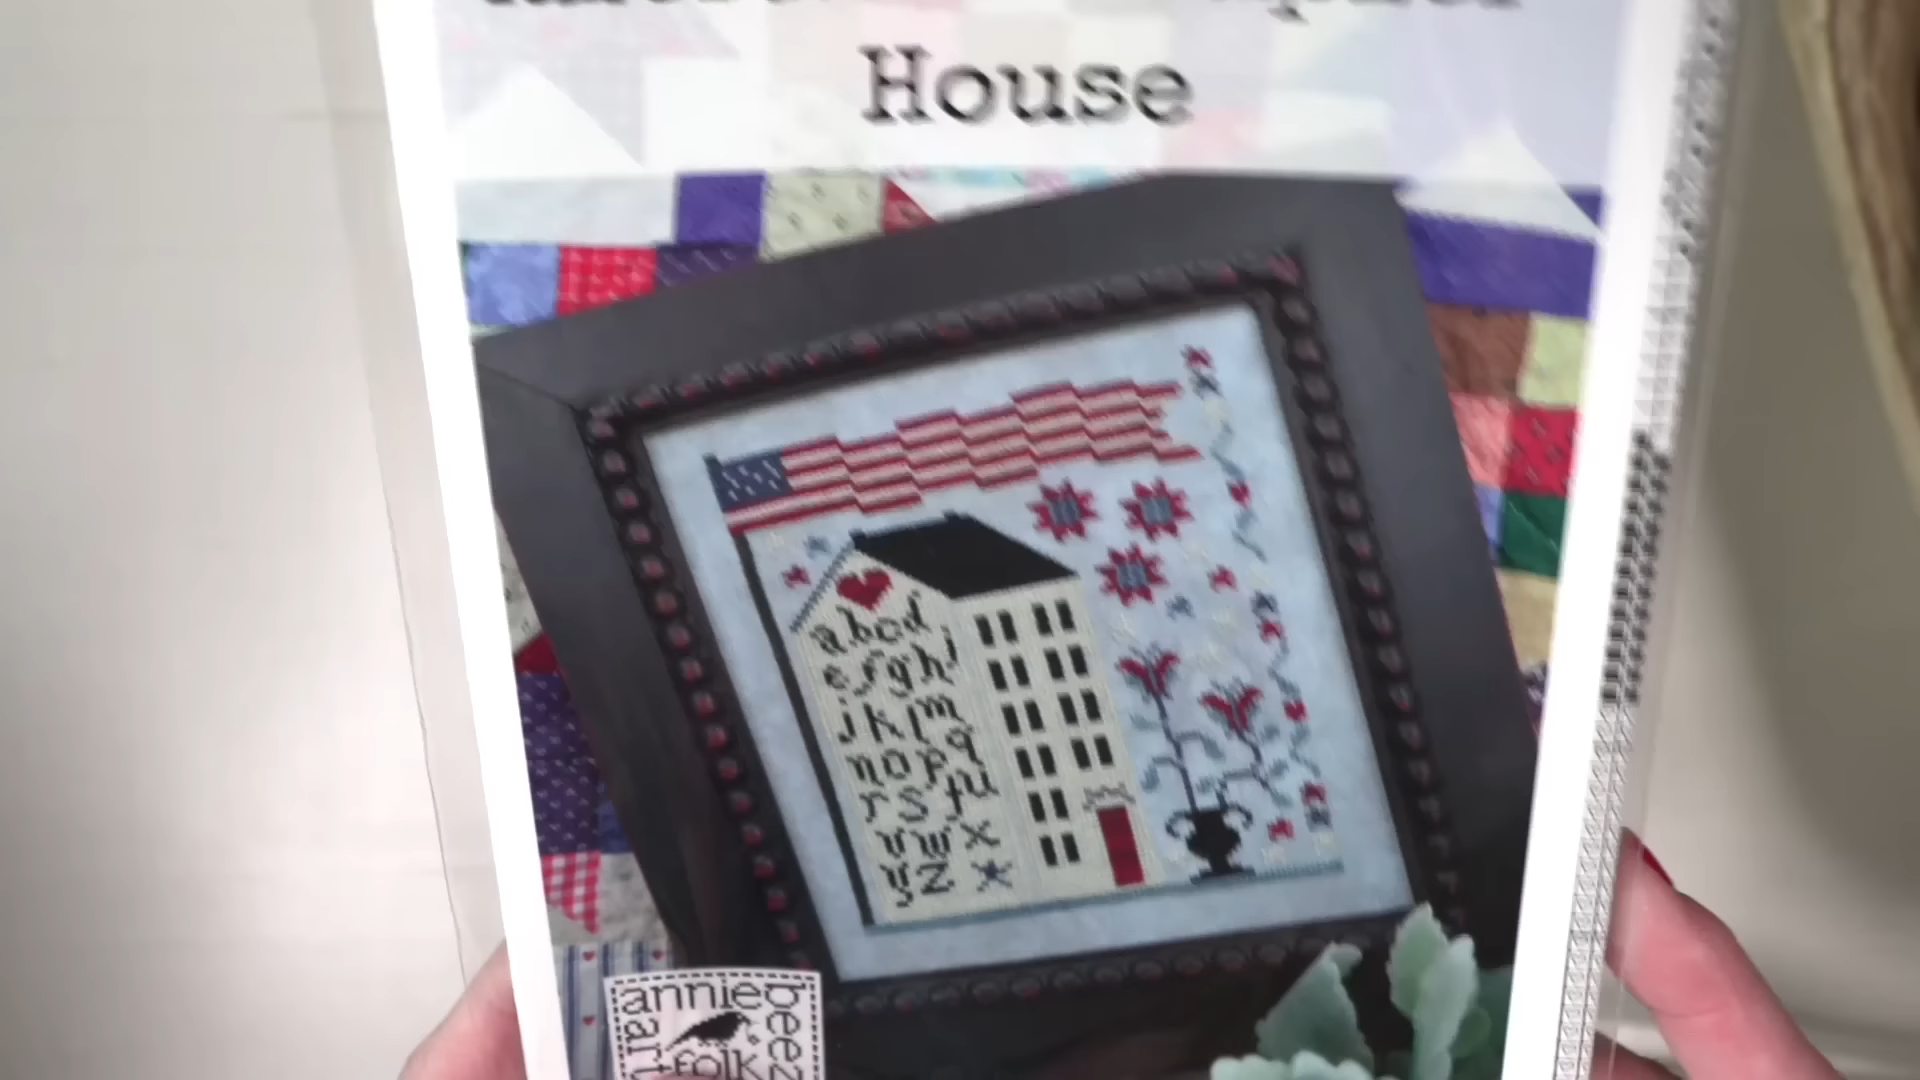 House
abcd
efghi
jklm
nopq
rstu
vwx
yz
annie beez
folk art